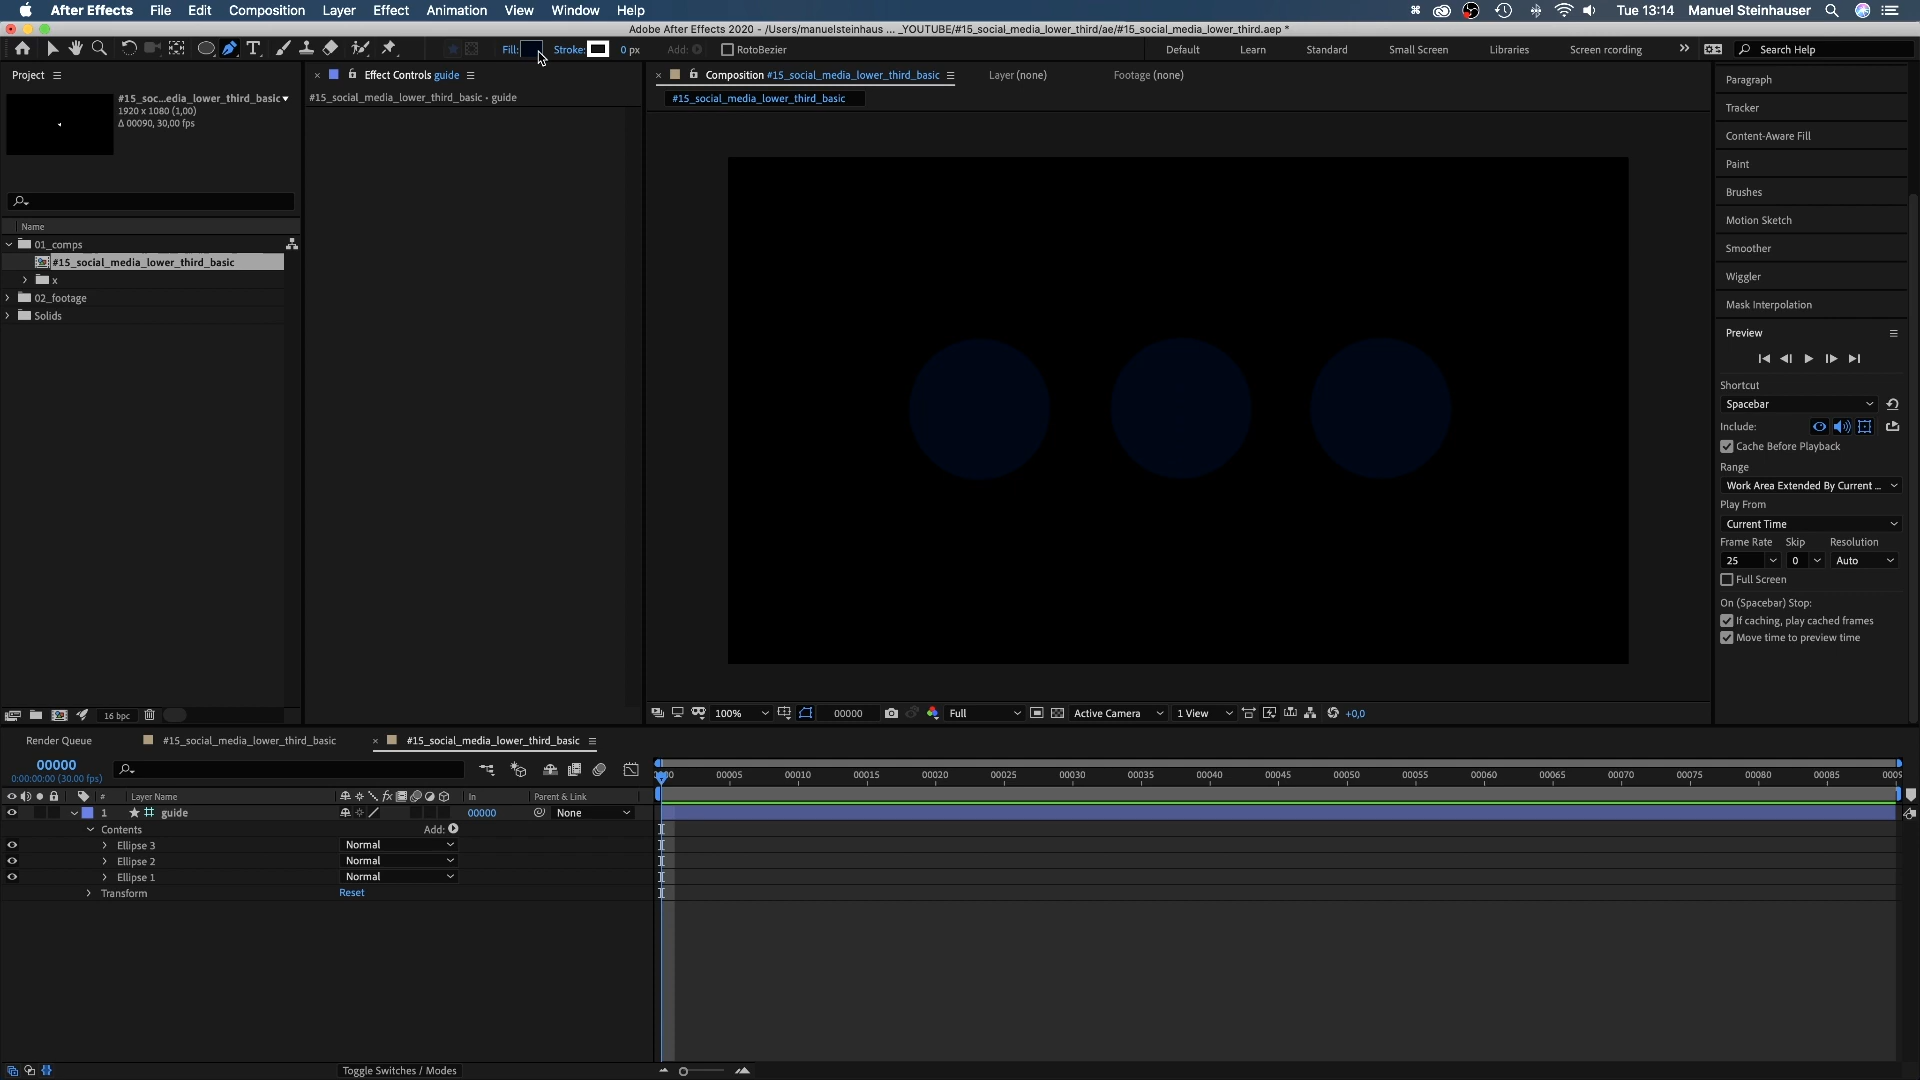 After Effects File Edit Composition Layer Effect Animation View Window Help Tue 13:14 Manuel Steinhauser
Adobe After Effects 2020 - /Users/manuelsteinhaus ... _YOUTUBE/#15_social_media_lower_third/ae/#15_social_media_lower_third.aep *
Fill: Stroke: 0 px Add: RotoBezier Default Learn Standard Small Screen Libraries Screen rcording Search Help
Project Effect Controls guide Composition #15_social_media_lower_third_basic Layer (none) Footage (none)
#15_soc...edia_lower_third_basic
1920 x 1080 (1,00)
Δ 00090, 30,00 fps
#15_social_media_lower_third_basic • guide
#15_social_media_lower_third_basic
Name
01_comps
#15_social_media_lower_third_basic
x
02_footage
Solids
Paragraph
Tracker
Content-Aware Fill
Paint
Brushes
Motion Sketch
Smoother
Wiggler
Mask Interpolation
Preview
Shortcut
Spacebar
Include:
Cache Before Playback
Range
Work Area Extended By Current ...
Play From
Current Time
Frame Rate Skip Resolution
25 0 Auto
Full Screen
On (Spacebar) Stop:
If caching, play cached frames
Move time to preview time
16 bpc
100% 00000 Full Active Camera 1 View +0,0
Render Queue #15_social_media_lower_third_basic #15_social_media_lower_third_basic
00000
0:00:00:00 (30.00 fps)
00005 00010 00015 00020 00025 00030 00035 00040 00045 00050 00055 00060 00065 00070 00075 00080 00085
# Layer Name In Parent & Link
1 guide 00000 None
Contents Add:
Ellipse 3 Normal
Ellipse 2 Normal
Ellipse 1 Normal
Transform Reset
Toggle Switches / Modes